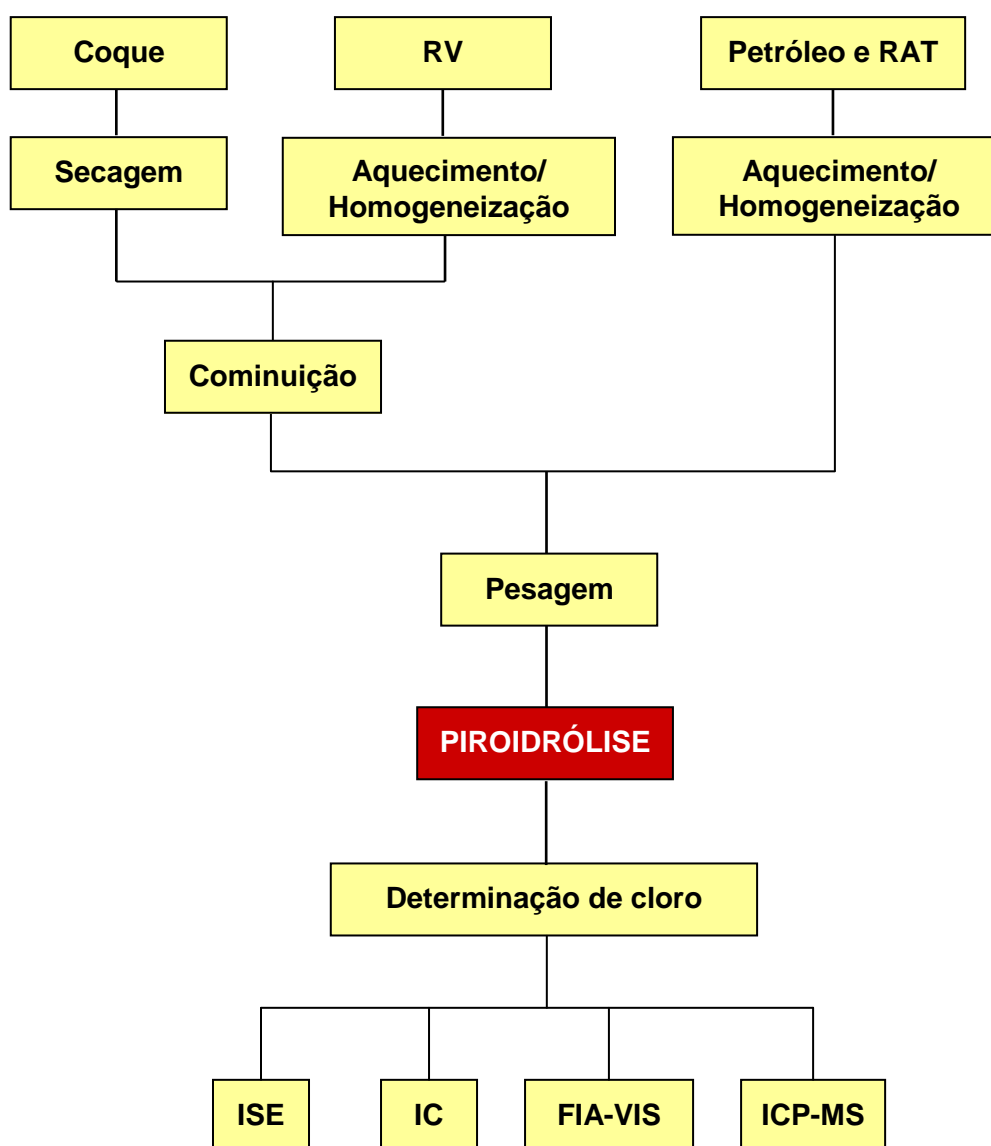 Coque
RV
Petróleo e RAT
Secagem
Aquecimento/
Homogeneização
Aquecimento/
Homogeneização
Cominuição
Pesagem
PIROIDRÓLISE
Determinação de cloro
ISE
IC
FIA-VIS
ICP-MS